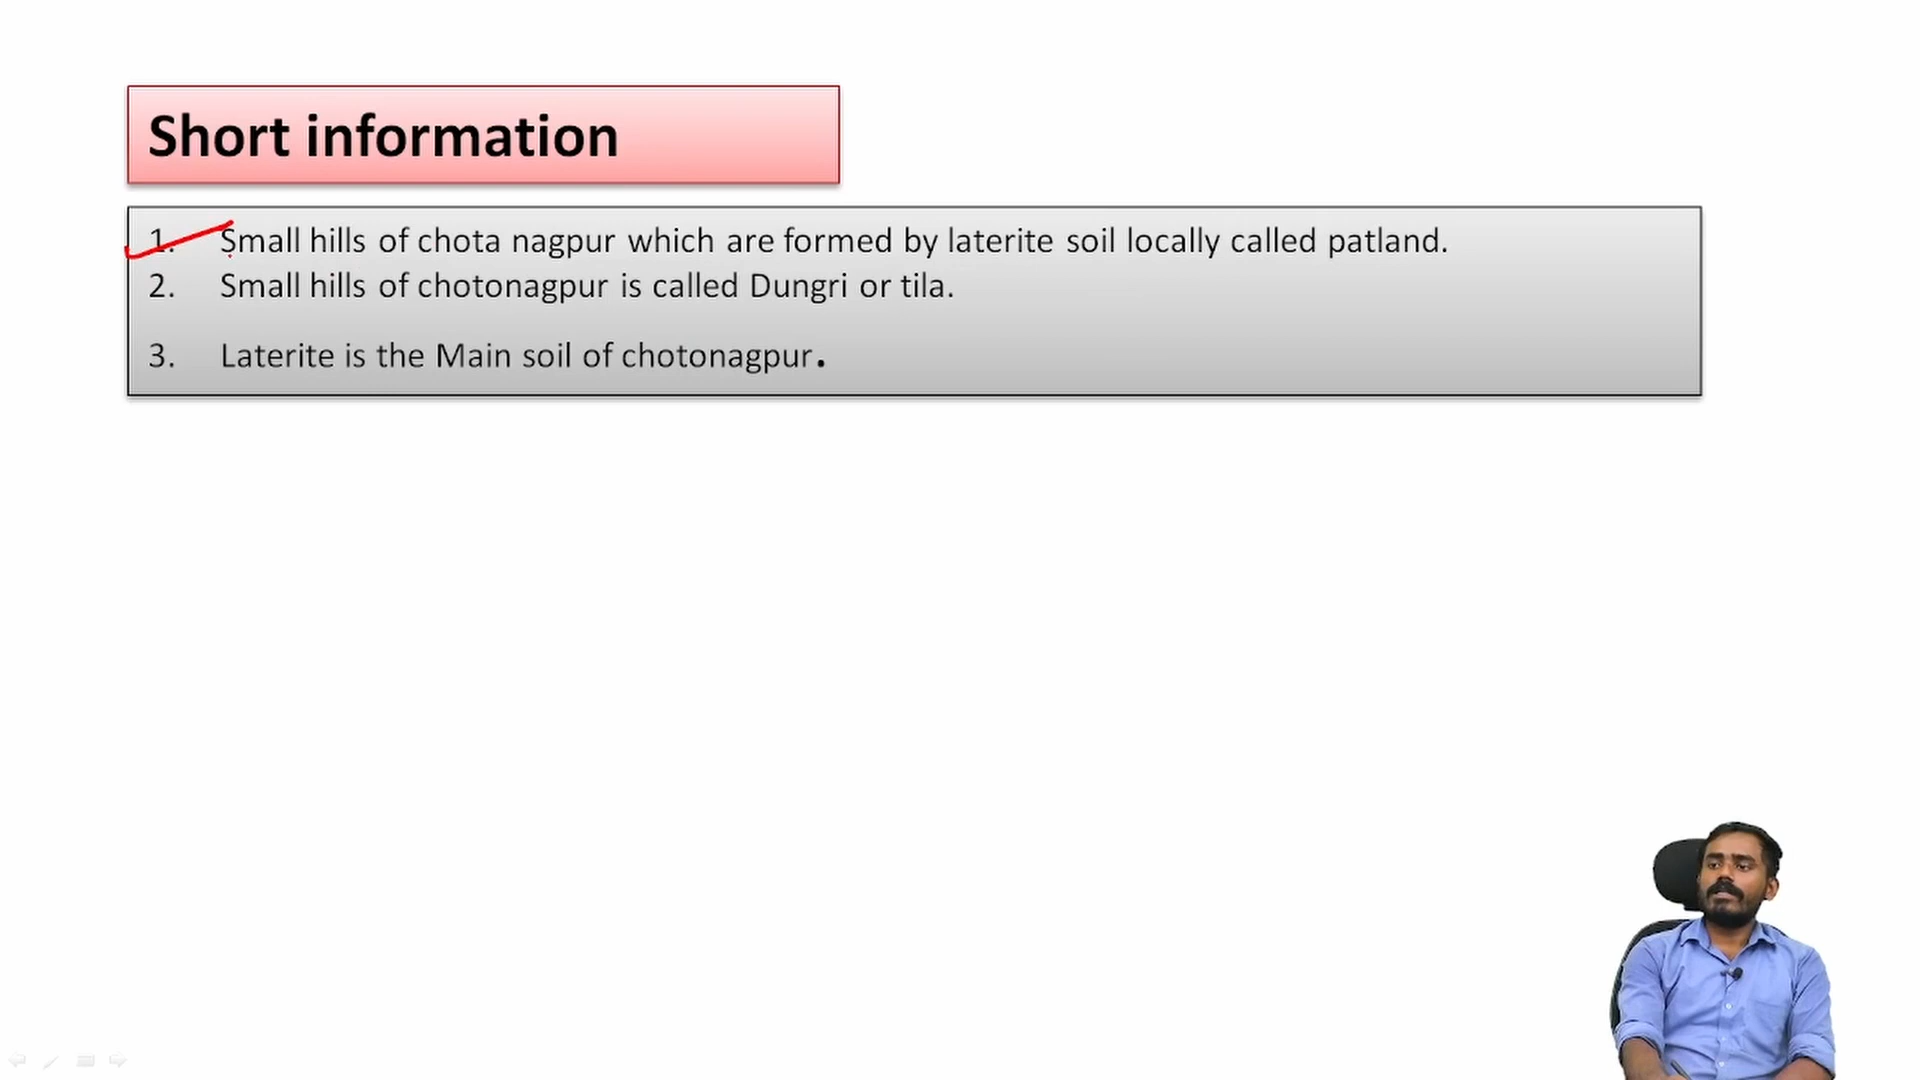 Short information
1. Small hills of chota nagpur which are formed by laterite soil locally called patland.
2. Small hills of chotonagpur is called Dungri or tila.
3. Laterite is the Main soil of chotonagpur.